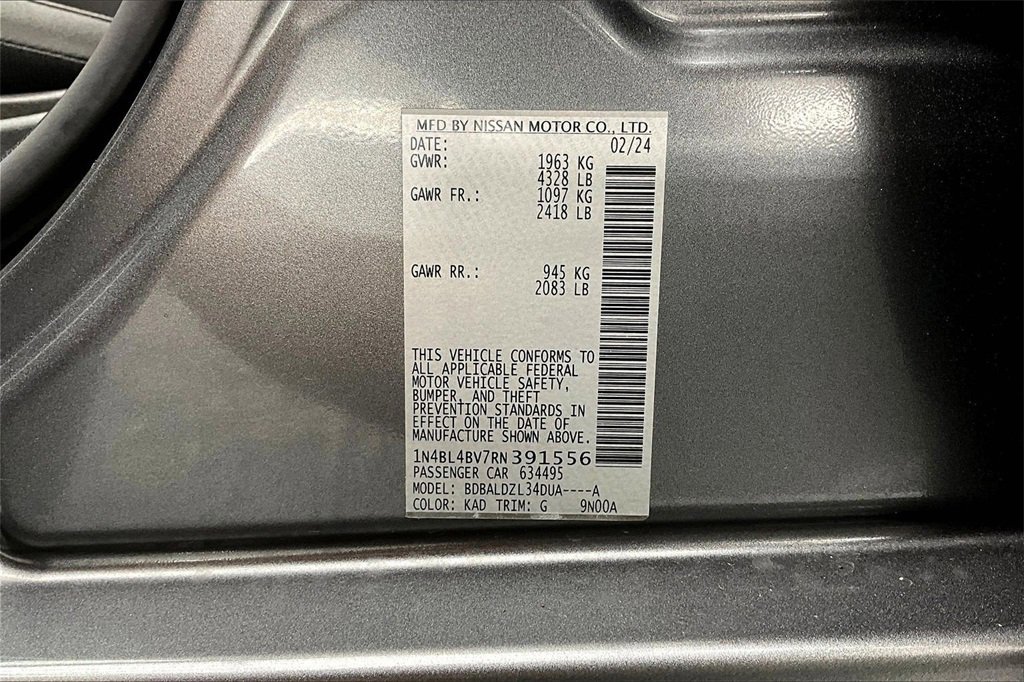 MFD BY NISSAN MOTOR CO., LTD.
DATE: 02/24
GVWR: 1963 KG
4328 LB
GAWR FR.: 1097 KG
2418 LB
GAWR RR.: 945 KG
2083 LB
THIS VEHICLE CONFORMS TO
ALL APPLICABLE FEDERAL
MOTOR VEHICLE SAFETY,
BUMPER, AND THEFT
PREVENTION STANDARDS IN
EFFECT ON THE DATE OF
MANUFACTURE SHOWN ABOVE.
1N4BL4BV7RN391556
PASSENGER CAR 634495
MODEL: BDBALDZL34DUA----A
COLOR: KAD TRIM: G 9N00A